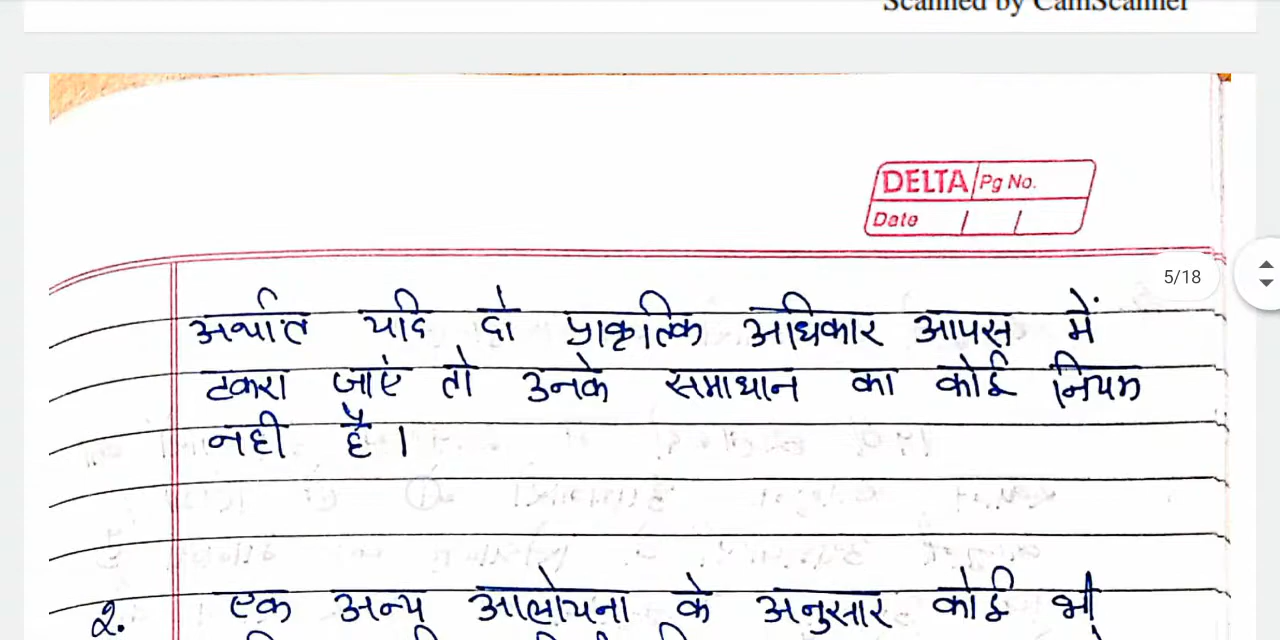 Scanned by CamScanner
DELTA Pg No.
Date / /
5/18
अर्थात यदि दो प्राकृतिक अधिकार आपस में
टकरा जाएं तो उनके समाधान का कोई नियम
नही है।
2. एक अन्य आलोचना के अनुसार कोई भी